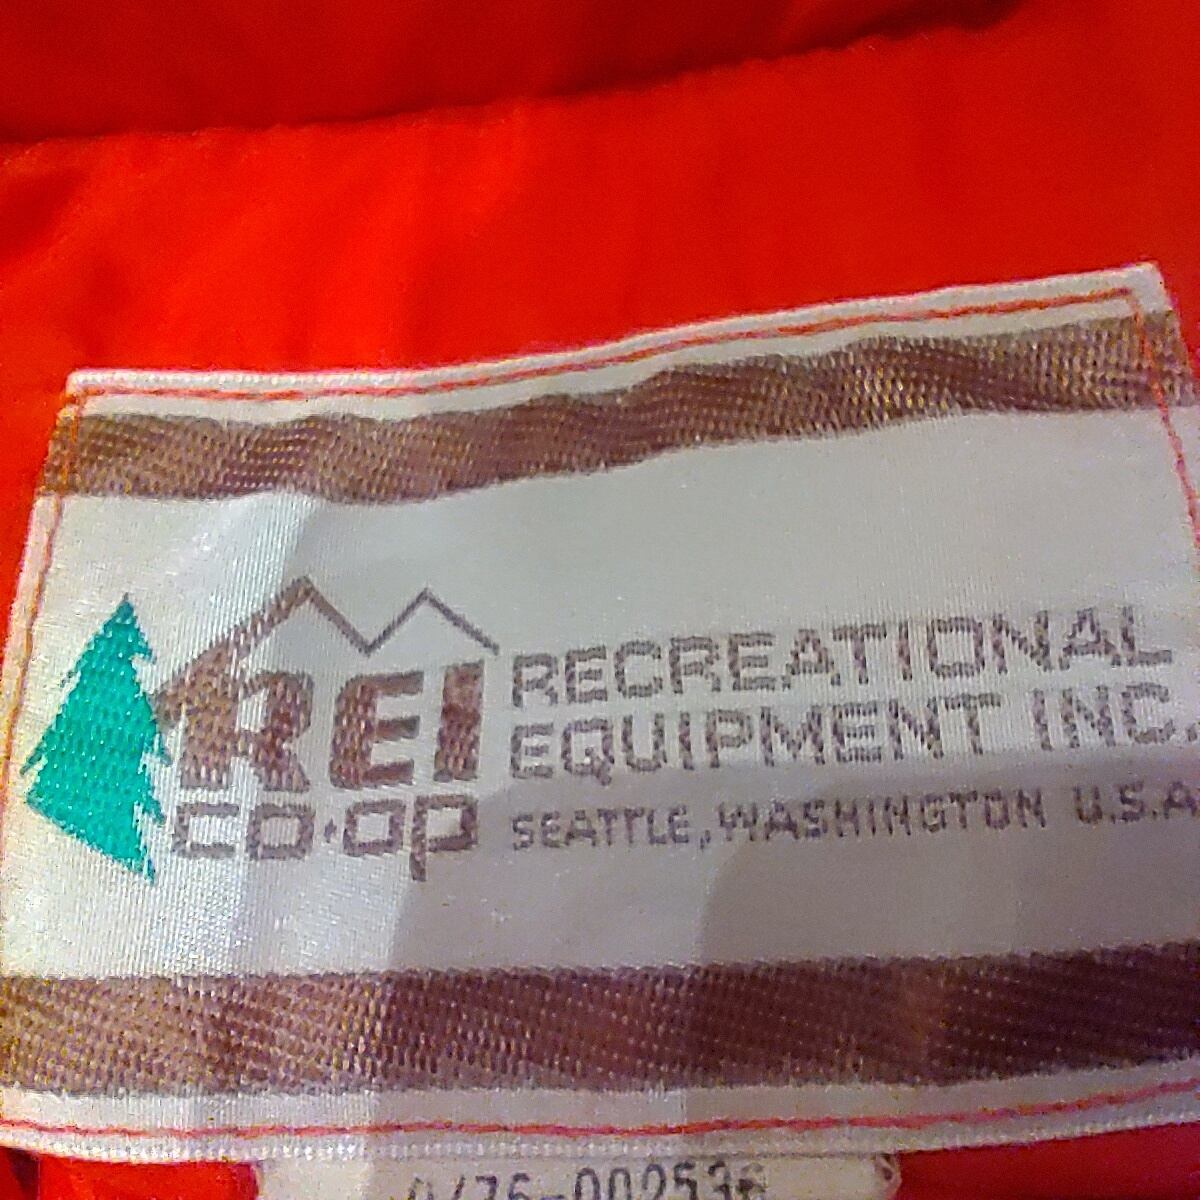 REI
CO-OP
RECREATIONAL
EQUIPMENT INC.
SEATTLE, WASHINGTON U.S.A